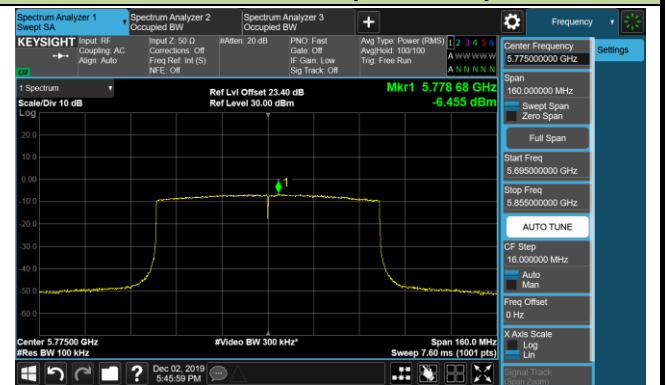 Spectrum Analyzer 1
Swept SA
Spectrum Analyzer 2
Occupied BW
Spectrum Analyzer 3
Occupied BW
+
Frequency
KEYSIGHT
Input: RF
Coupling: AC
Align: Auto
Input Z: 50 Ω
Corrections: Off
Freq Ref: Int (S)
NFE: Off
#Atten: 20 dB
PNO: Fast
Gate: Off
IF Gain: Low
Sig Track: Off
Avg Type: Power (RMS)
Avg|Hold: 100/100
Trig: Free Run
1 2 3 4 5 6
A W W W W W
A N N N N N
LXI
1 Spectrum
Scale/Div 10 dB
Log
Ref Lvl Offset 23.40 dB
Ref Level 30.00 dBm
Mkr1 5.778 68 GHz
-6.455 dBm
20.0
10.0
0.00
-10.0
-20.0
-30.0
-40.0
-50.0
-60.0
1
Center 5.77500 GHz
#Res BW 100 kHz
#Video BW 300 kHz*
Span 160.0 MHz
Sweep 7.60 ms (1001 pts)
Center Frequency
5.775000000 GHz
Settings
Span
160.000000 MHz
Swept Span
Zero Span
Full Span
Start Freq
5.695000000 GHz
Stop Freq
5.855000000 GHz
AUTO TUNE
CF Step
16.000000 MHz
Auto
Man
Freq Offset
0 Hz
X Axis Scale
Log
Lin
Signal Track
(Span Zoom)
?
Dec 02, 2019
5:45:59 PM